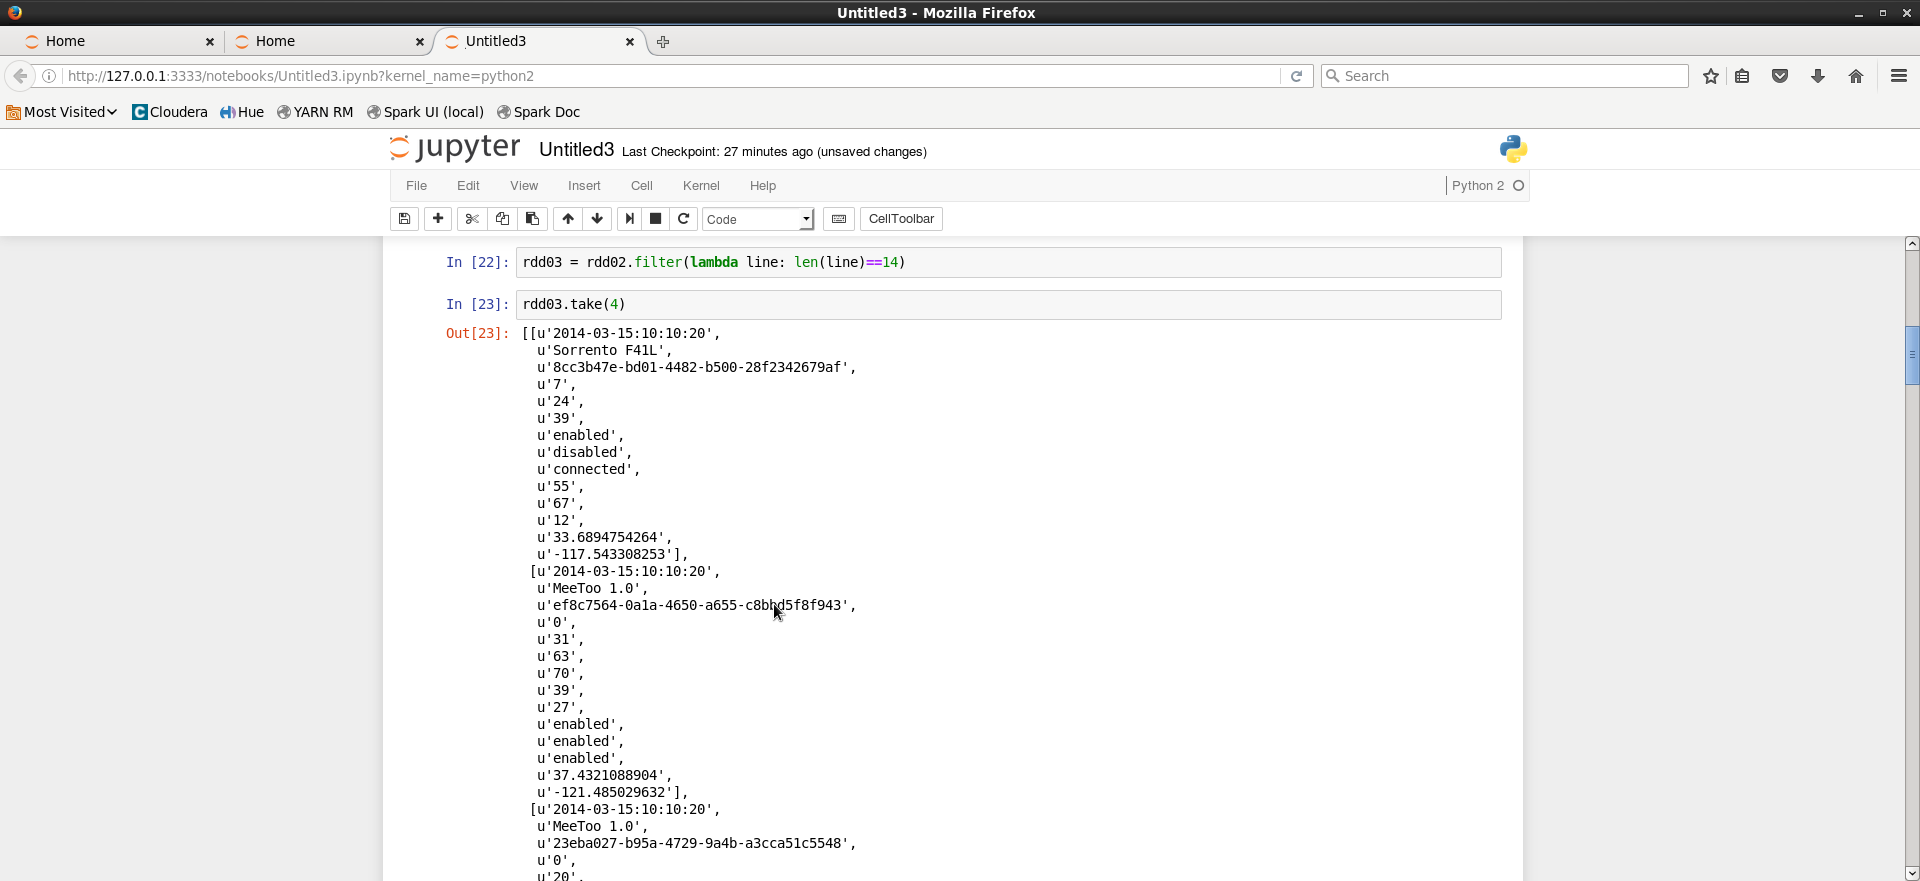 Untitled3 - Mozilla Firefox
Home Home Untitled3
http://127.0.0.1:3333/notebooks/Untitled3.ipynb?kernel_name=python2 Search
Most Visited Cloudera Hue YARN RM Spark UI (local) Spark Doc
jupyter Untitled3 Last Checkpoint: 27 minutes ago (unsaved changes)
File Edit View Insert Cell Kernel Help Python 2
Code CellToolbar
In [22]: rdd03 = rdd02.filter(lambda line: len(line)==14)
In [23]: rdd03.take(4)
Out[23]: [[u'2014-03-15:10:10:20',
u'Sorrento F41L',
u'8cc3b47e-bd01-4482-b500-28f2342679af',
u'7',
u'24',
u'39',
u'enabled',
u'disabled',
u'connected',
u'55',
u'67',
u'12',
u'33.6894754264',
u'-117.543308253'],
[u'2014-03-15:10:10:20',
u'MeeToo 1.0',
u'ef8c7564-0a1a-4650-a655-c8bbd5f8f943',
u'0',
u'31',
u'63',
u'70',
u'39',
u'27',
u'enabled',
u'enabled',
u'enabled',
u'37.4321088904',
u'-121.485029632'],
[u'2014-03-15:10:10:20',
u'MeeToo 1.0',
u'23eba027-b95a-4729-9a4b-a3cca51c5548',
u'0',
u'20',